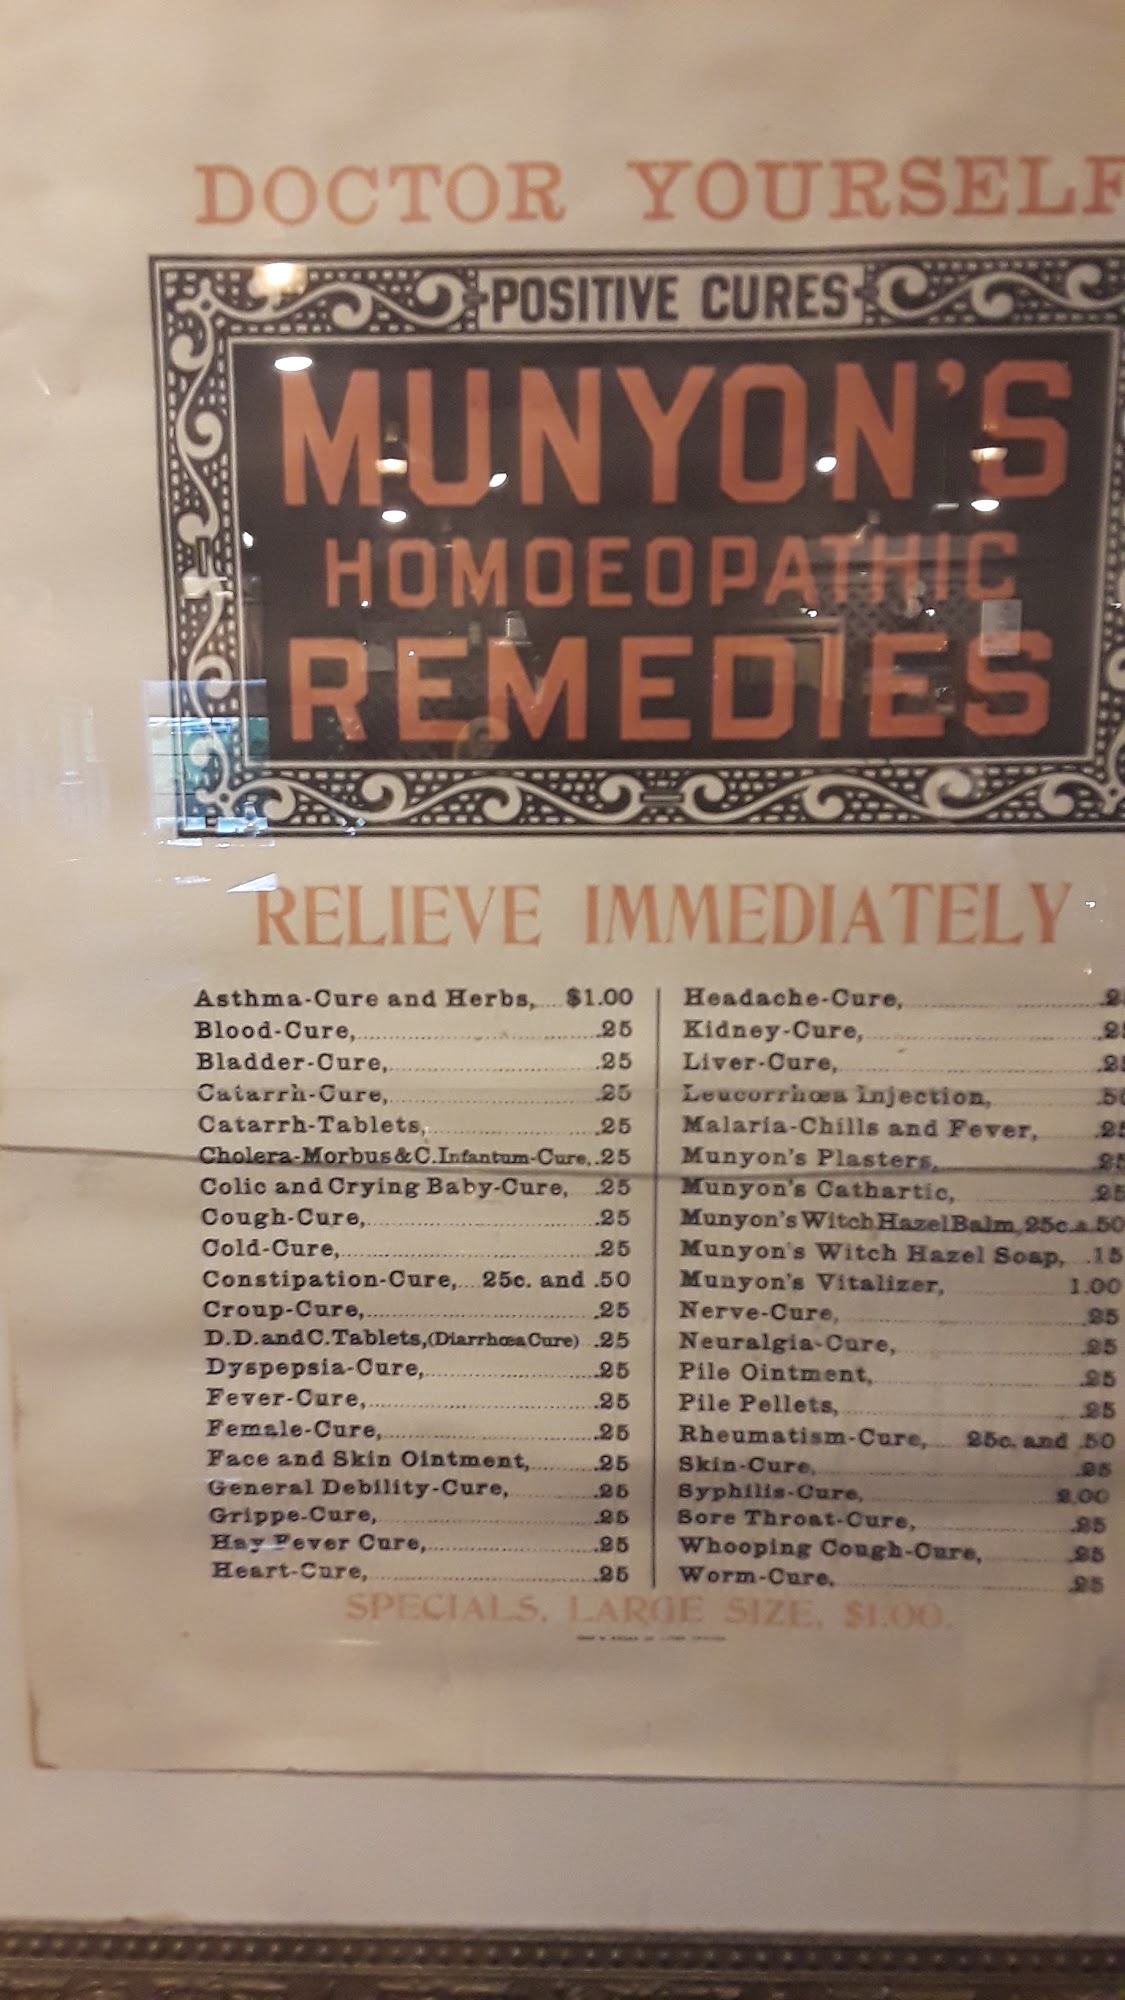 DOCTOR YOURSELF
POSITIVE CURES
MUNYON'S
HOMOEOPATHIC
REMEDIES
RELIEVE IMMEDIATELY
Asthma-Cure and Herbs,....$1.00
Blood-Cure,.....25
Bladder-Cure,.....25
Catarrh-Cure,.....25
Catarrh-Tablets,.....25
Cholera-Morbus & C. Infantum-Cure,..25
Colic and Crying Baby-Cure,...25
Cough-Cure,.....25
Cold-Cure,.....25
Constipation-Cure,...25c. and .50
Croup-Cure,.....25
D. D. and C. Tablets, (Diarrhœa Cure) ..25
Dyspepsia-Cure,.....25
Fever-Cure,.....25
Female-Cure,.....25
Face and Skin Ointment,.....25
General Debility-Cure,.....25
Grippe-Cure,.....25
Hay Fever Cure,.....25
Heart-Cure,.....25
Headache-Cure,.....
Kidney-Cure,.....
Liver-Cure,.....
Leucorrhœa Injection,.....
Malaria-Chills and Fever,.....25
Munyon's Plasters,.....25
Munyon's Cathartic,.....25
Munyon's Witch Hazel Balm, 25c. a .50
Munyon's Witch Hazel Soap, ..15
Munyon's Vitalizer,.....1.00
Nerve-Cure,.....25
Neuralgia-Cure,.....25
Pile Ointment,.....25
Pile Pellets,.....25
Rheumatism-Cure,....25c. and .50
Skin-Cure,.....25
Syphilis-Cure,.....2.00
Sore Throat-Cure,.....25
Whooping Cough-Cure,.....25
Worm-Cure,.....25
SPECIALS, LARGE SIZE, $1.00.